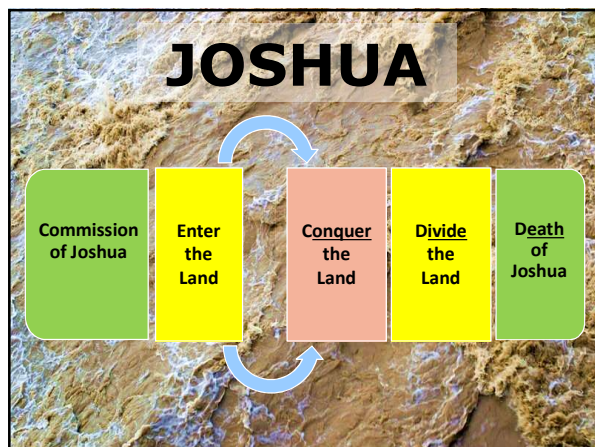 JOSHUA
Commission
of Joshua
Enter
the
Land
Conquer
the
Land
Divide
the
Land
Death
of
Joshua